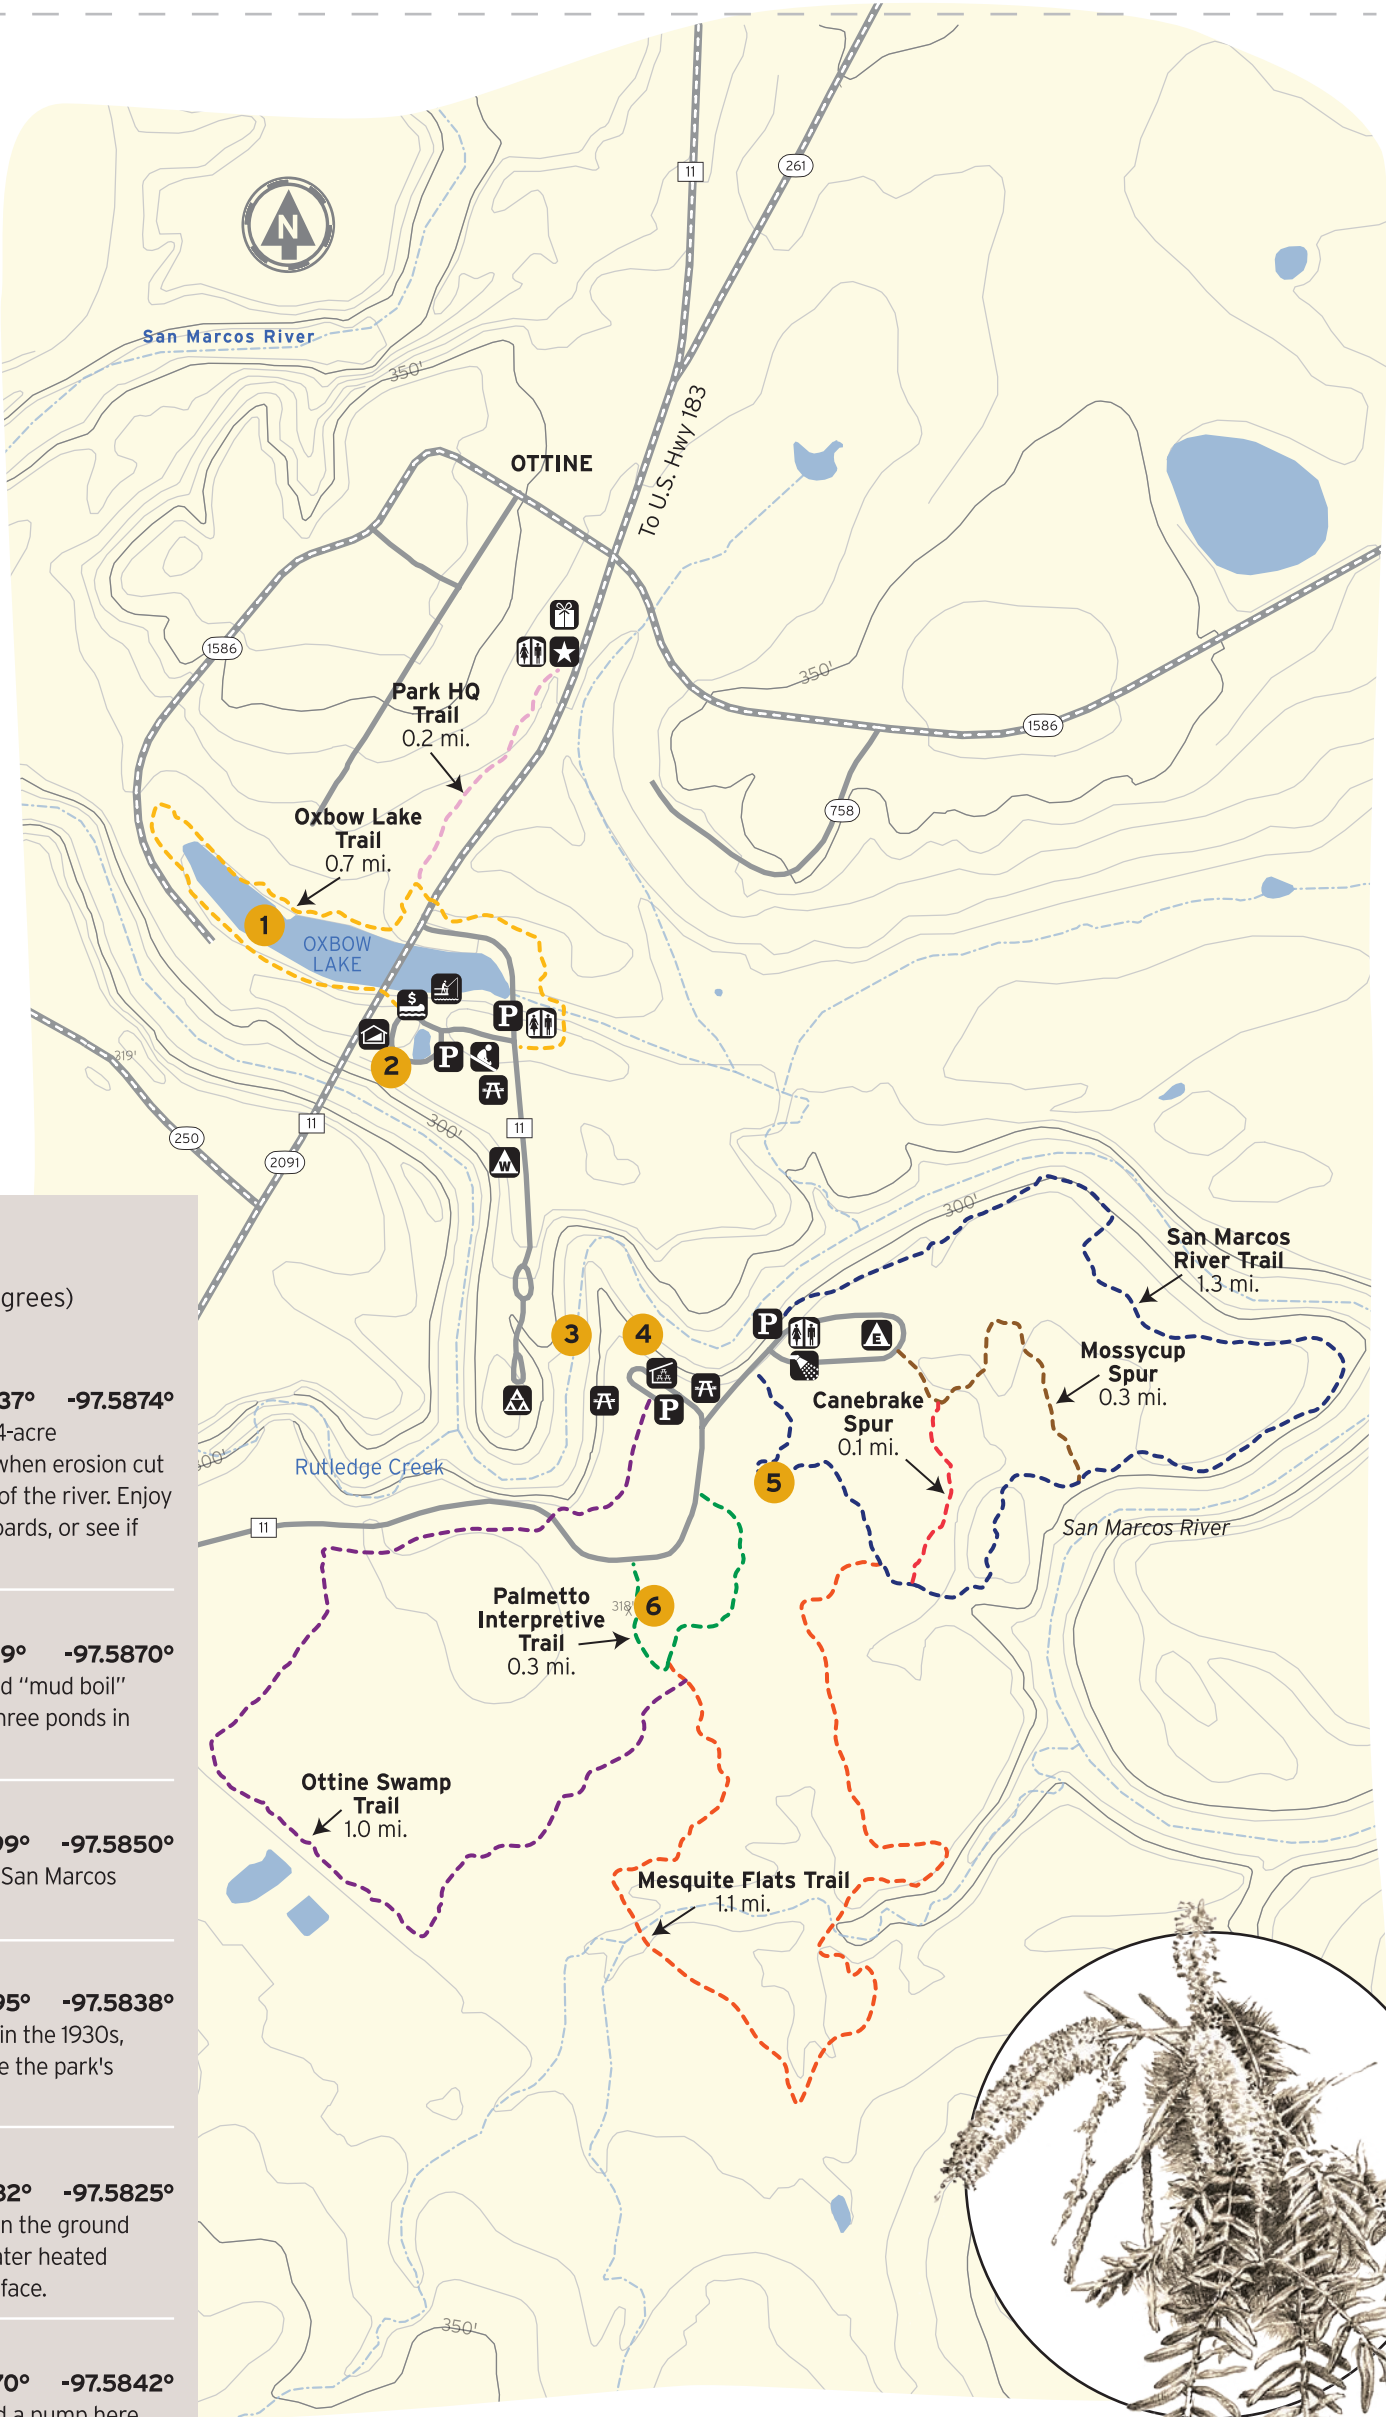 N
11
261
San Marcos River
350'
To U.S. Hwy 183
OTTINE
1586
Park HQ
Trail
0.2 mi.
350'
1586
758
Oxbow Lake
Trail
0.7 mi.
1
OXBOW
LAKE
$
P
2
P
319'
250
11
2091
300'
11
W
300'
San Marcos
River Trail
1.3 mi.
grees)
3
4
P
E
Mossycup
Spur
0.3 mi.
P
Canebrake
Spur
0.1 mi.
37° -97.5874°
4-acre
when erosion cut
of the river. Enjoy
oards, or see if
300'
Rutledge Creek
5
11
San Marcos River
Palmetto
Interpretive
Trail
0.3 mi.
318'
X
6
9° -97.5870°
d “mud boil”
hree ponds in
Ottine Swamp
Trail
1.0 mi.
99° -97.5850°
San Marcos
Mesquite Flats Trail
1.1 mi.
95° -97.5838°
in the 1930s,
e the park's
82° -97.5825°
n the ground
ater heated
face.
350'
70° -97.5842°
d a pump here